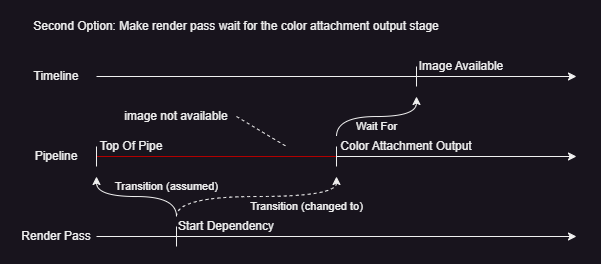 Second Option: Make render pass wait for the color attachment output stage
Image Available
Timeline
image not available
Wait For
Top Of Pipe
Color Attachment Output
Pipeline
Transition (assumed)
Transition (changed to)
Start Dependency
Render Pass